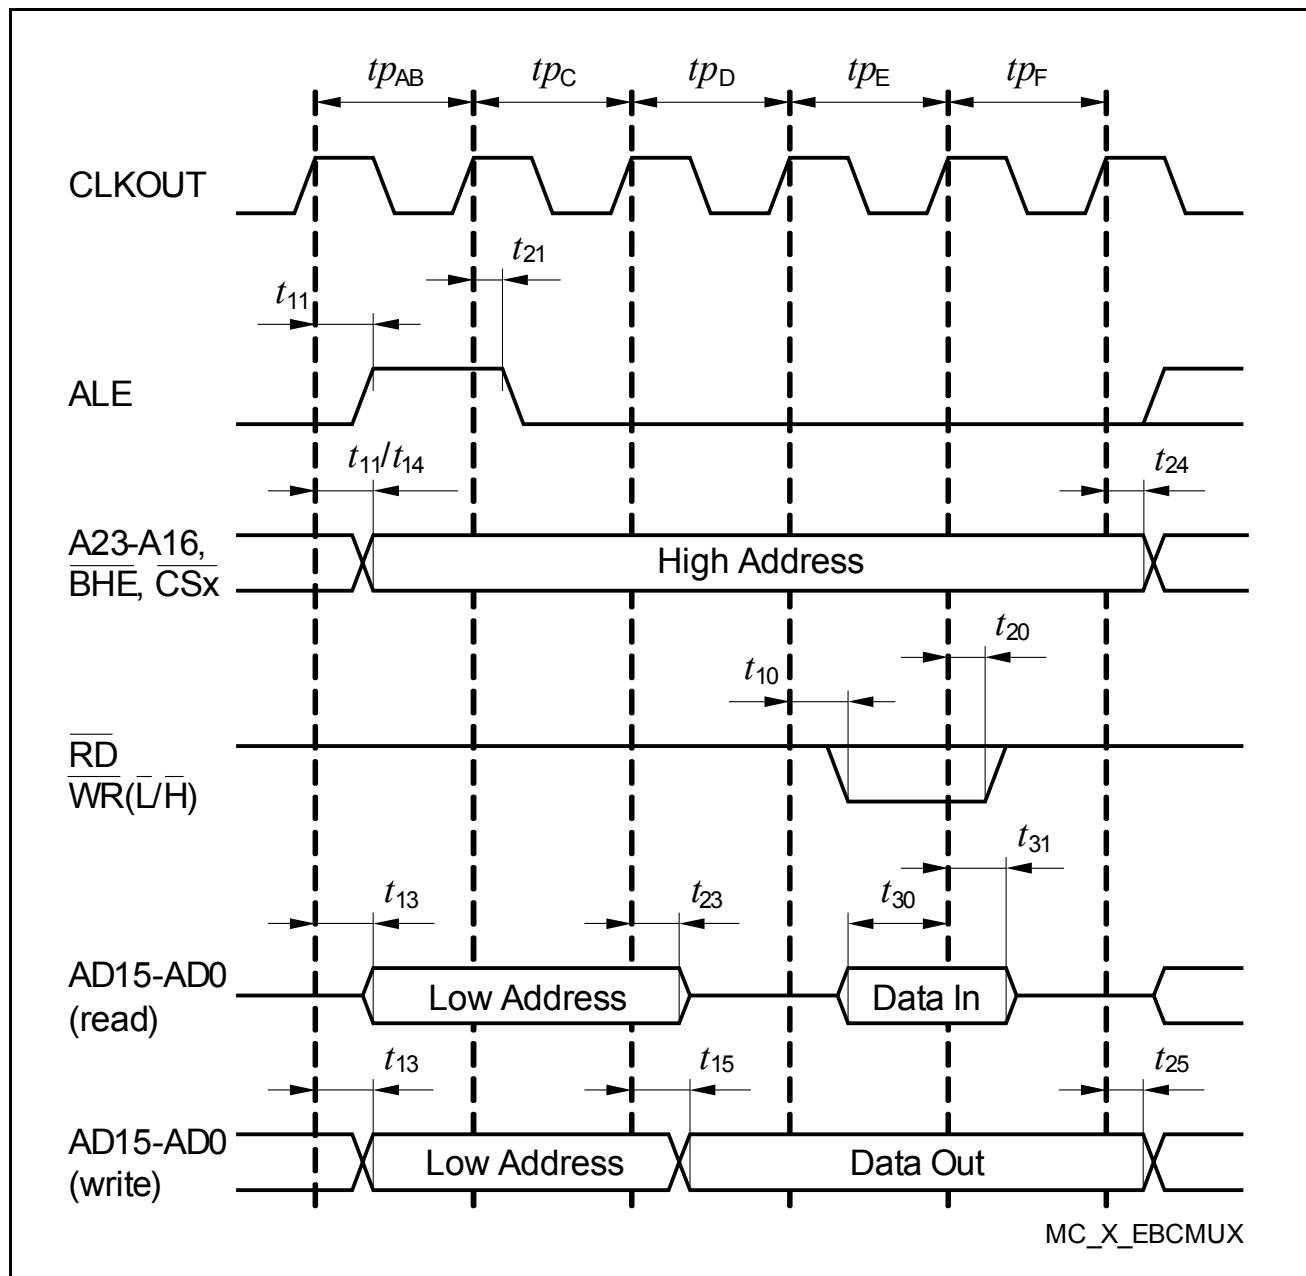 tpAB tpC tpD tpE tpF
CLKOUT
t21
t11
ALE
t11/t14 t24
A23-A16,
BHE, CSx
High Address
t20
t10
RD
WR(L/H)
t31
t13 t23 t30
AD15-AD0
(read)
Low Address Data In
t13 t15 t25
AD15-AD0
(write)
Low Address Data Out
MC_X_EBCMUX